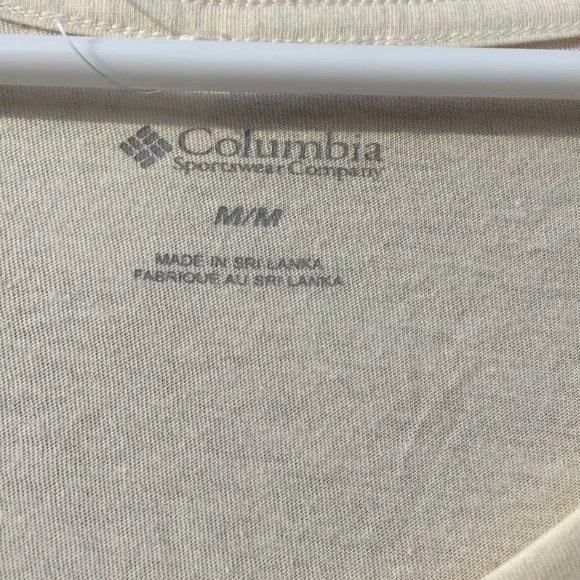 Columbia
Sportswear Company
M/M
MADE IN SRI LANKA
FABRIQUE AU SRI LANKA